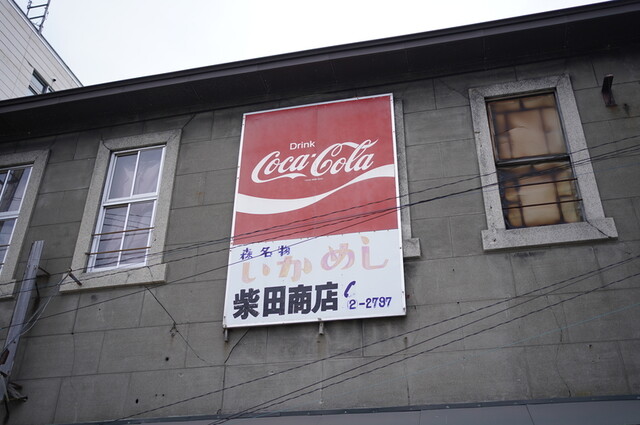 Drink
Coca-Cola
森名物
いかめし
柴田商店 2-2797